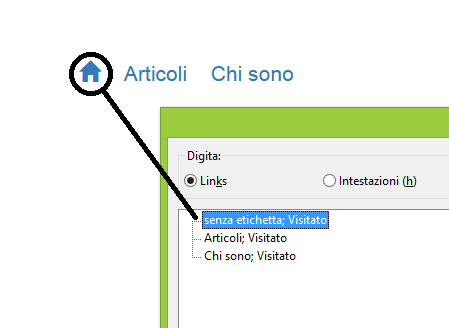 Articoli Chi sono
Digita:
Links Intestazioni (h)
senza etichetta; Visitato
Articoli; Visitato
Chi sono; Visitato